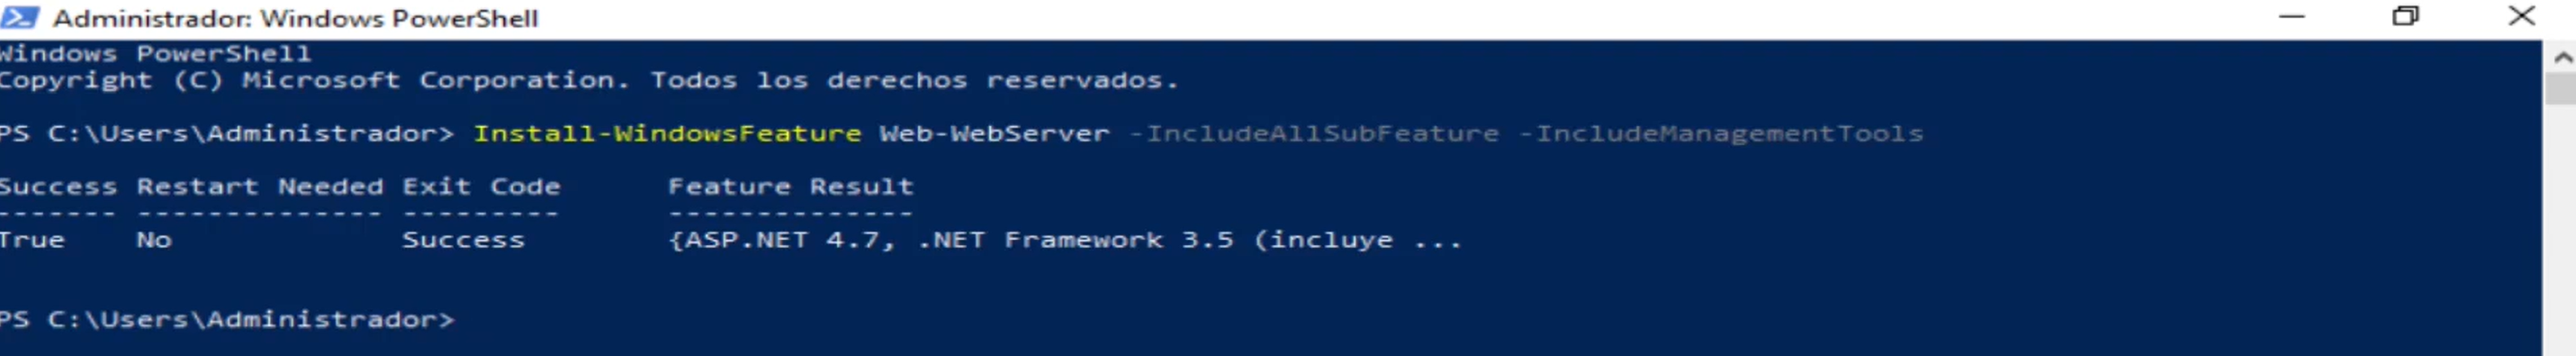 Administrador: Windows PowerShell
Windows PowerShell
Copyright (C) Microsoft Corporation. Todos los derechos reservados.
PS C:\Users\Administrador> Install-WindowsFeature Web-WebServer -IncludeAllSubFeature -IncludeManagementTools
Success Restart Needed Exit Code      Feature Result
------- -------------- ---------      --------------
True    No             Success        {ASP.NET 4.7, .NET Framework 3.5 (incluye ...
PS C:\Users\Administrador>